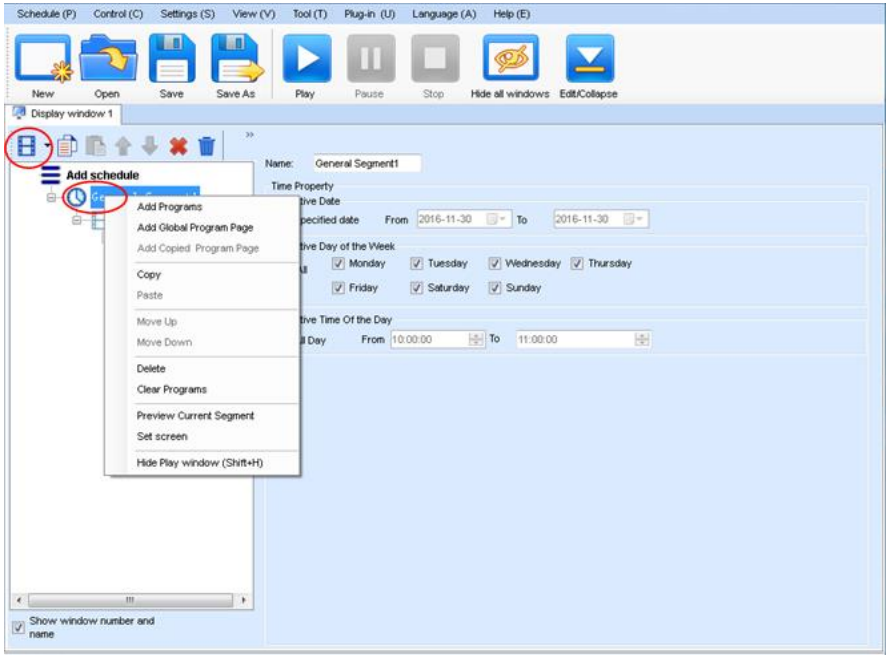 Schedule (P) Control (C) Settings (S) View (V) Tool (T) Plug-in (U) Language (A) Help (E)
New Open Save Save As Play Pause Stop Hide all windows Edit/Collapse
Display window 1
Name: General Segment1
Add schedule
Time Property
tive Date
pecified date From 2016-11-30 To 2016-11-30
tive Day of the Week
All Monday Tuesday Wednesday Thursday
Friday Saturday Sunday
tive Time Of the Day
ll Day From 10:00:00 To 11:00:00
Add Programs
Add Global Program Page
Add Copied Program Page
Copy
Paste
Move Up
Move Down
Delete
Clear Programs
Preview Current Segment
Set screen
Hide Play window (Shift+H)
Show window number and
name